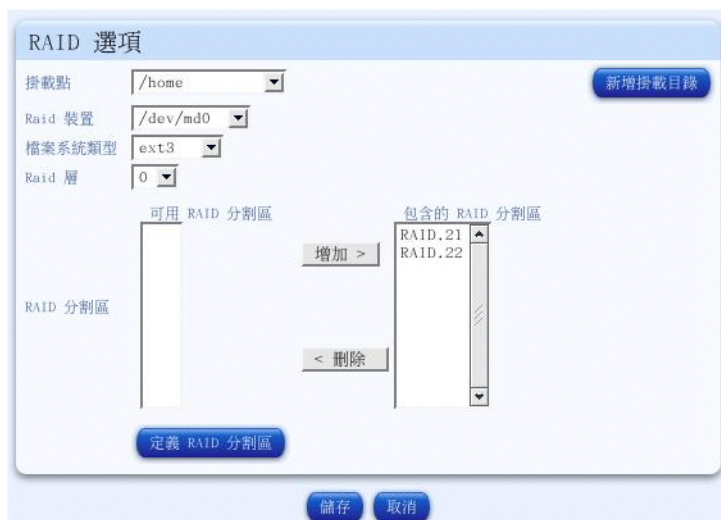 RAID 選項
掛載點 /home 新增掛載目錄
Raid 裝置 /dev/md0
檔案系統類型 ext3
Raid 層 0
可用 RAID 分割區 包含的 RAID 分割區
RAID.21
增加 > RAID.22
RAID 分割區
< 刪除
定義 RAID 分割區
儲存 取消